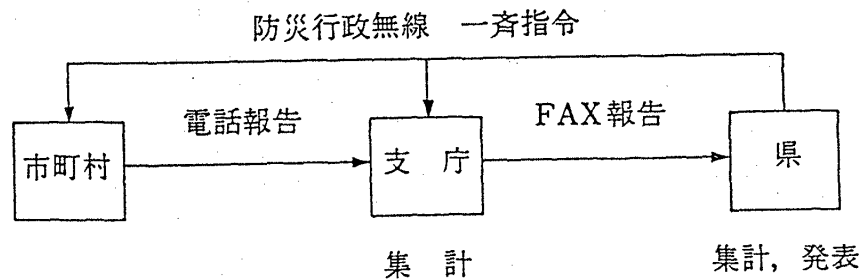 防災行政無線　一斉指令
電話報告
FAX報告
市町村
支　庁
県
集　計
集計，発表